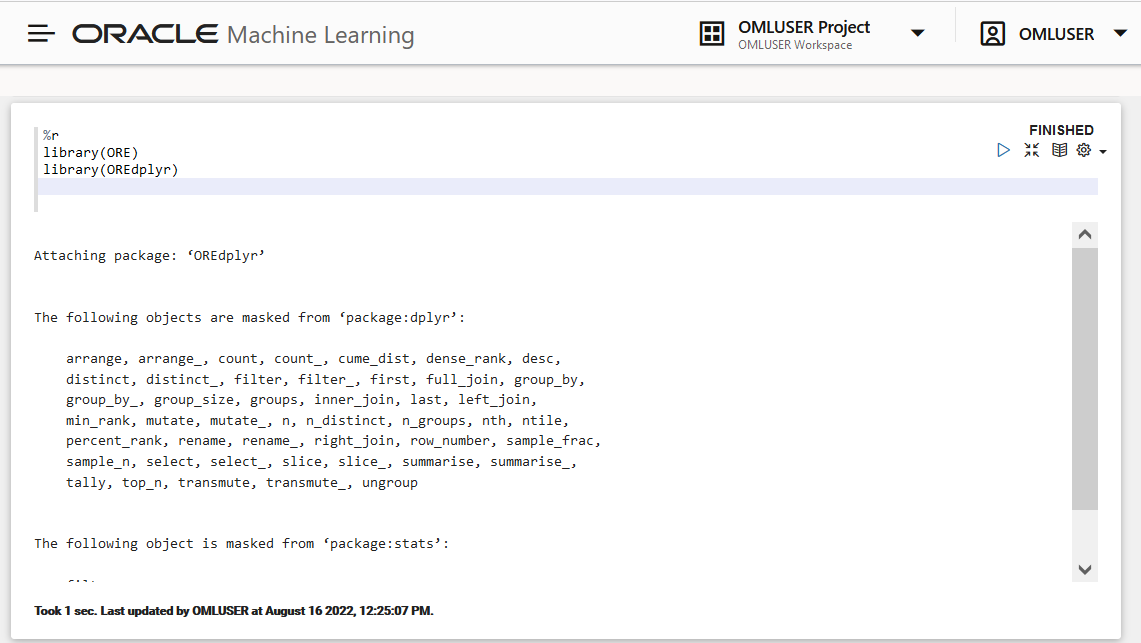 ORACLE Machine Learning
OMLUSER Project
OMLUSER Workspace
OMLUSER
%r
library(ORE)
library(OREdplyr)
FINISHED
Attaching package: ‘OREdplyr’
The following objects are masked from ‘package:dplyr’:
arrange, arrange_, count, count_, cume_dist, dense_rank, desc,
distinct, distinct_, filter, filter_, first, full_join, group_by,
group_by_, group_size, groups, inner_join, last, left_join,
min_rank, mutate, mutate_, n, n_distinct, n_groups, nth, ntile,
percent_rank, rename, rename_, right_join, row_number, sample_frac,
sample_n, select, select_, slice, slice_, summarise, summarise_,
tally, top_n, transmute, transmute_, ungroup
The following object is masked from ‘package:stats’:
Took 1 sec. Last updated by OMLUSER at August 16 2022, 12:25:07 PM.